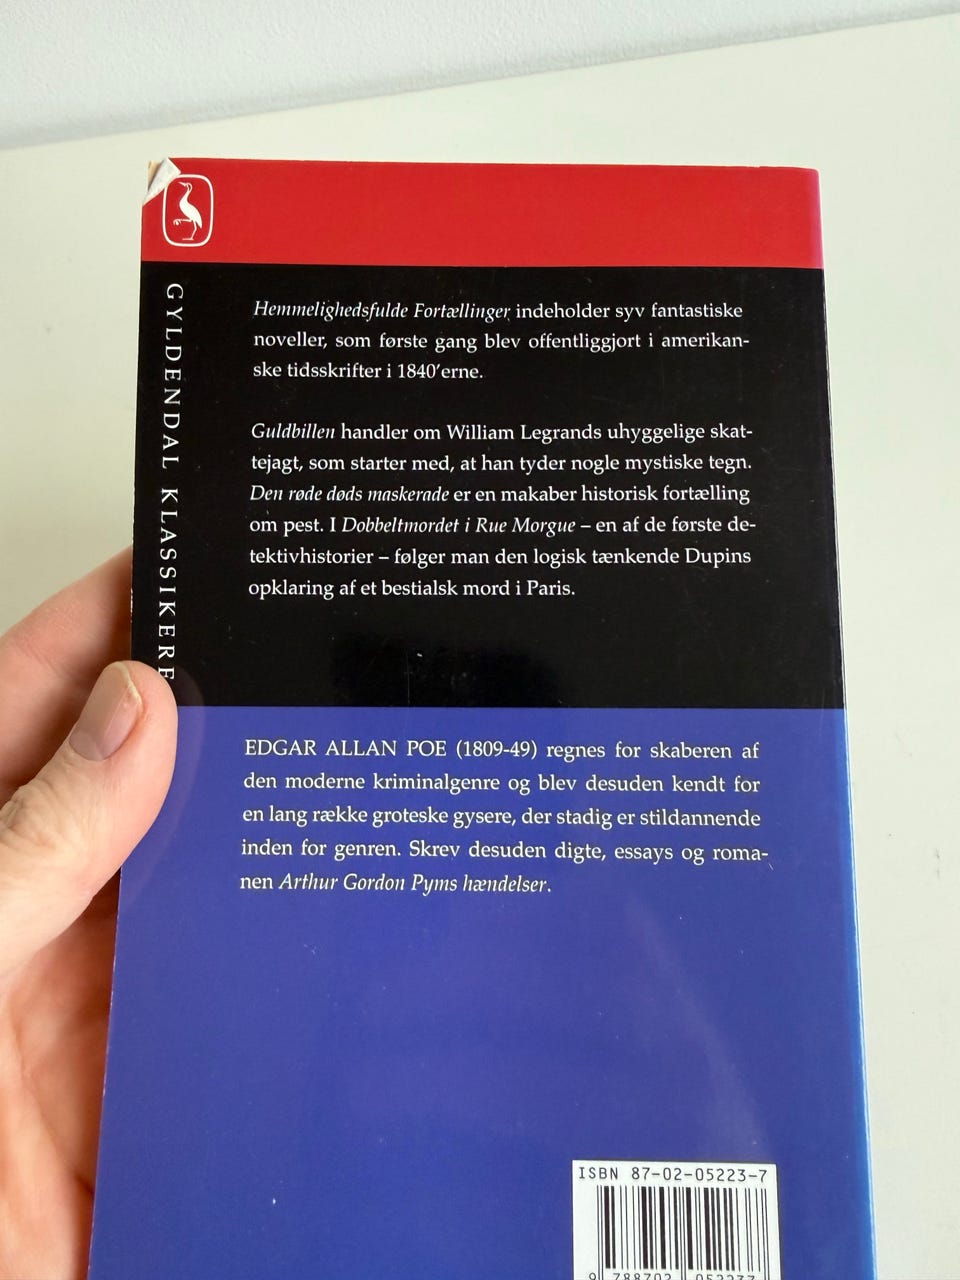 GYLDENDAL KLASSIKERE
Hemmelighedsfulde Fortællinger indeholder syv fantastiske
noveller, som første gang blev offentliggjort i amerikan-
ske tidsskrifter i 1840'erne.
Guldbillen handler om William Legrands uhyggelige skat-
tejagt, som starter med, at han tyder nogle mystiske tegn.
Den røde døds maskerade er en makaber historisk fortælling
om pest. I Dobbeltmordet i Rue Morgue – en af de første de-
tektivhistorier – følger man den logisk tænkende Dupins
opklaring af et bestialsk mord i Paris.
EDGAR ALLAN POE (1809-49) regnes for skaberen af
den moderne kriminalgenre og blev desuden kendt for
en lang række groteske gysere, der stadig er stildannende
inden for genren. Skrev desuden digte, essays og roma-
nen Arthur Gordon Pyms hændelser.
ISBN 87-02-05223-7
9 788702 052237